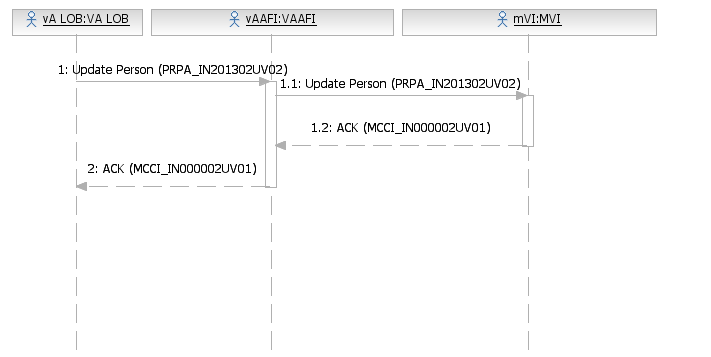 vA LOB:VA LOB
vAAFI:VAAFI
mVI:MVI
1: Update Person (PRPA_IN201302UV02)
1.1: Update Person (PRPA_IN201302UV02)
1.2: ACK (MCCI_IN000002UV01)
2: ACK (MCCI_IN000002UV01)